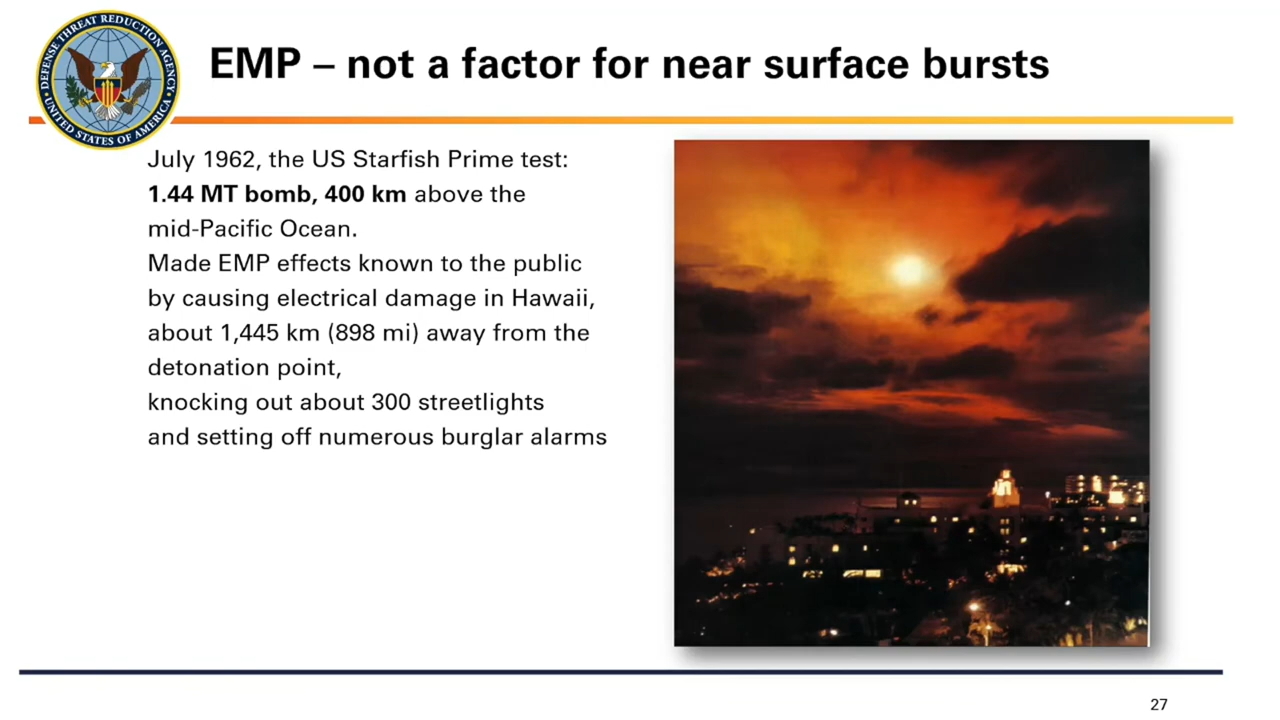 DEFENSE THREAT REDUCTION AGENCY
UNITED STATES OF AMERICA
EMP – not a factor for near surface bursts
July 1962, the US Starfish Prime test:
1.44 MT bomb, 400 km above the
mid-Pacific Ocean.
Made EMP effects known to the public
by causing electrical damage in Hawaii,
about 1,445 km (898 mi) away from the
detonation point,
knocking out about 300 streetlights
and setting off numerous burglar alarms
27